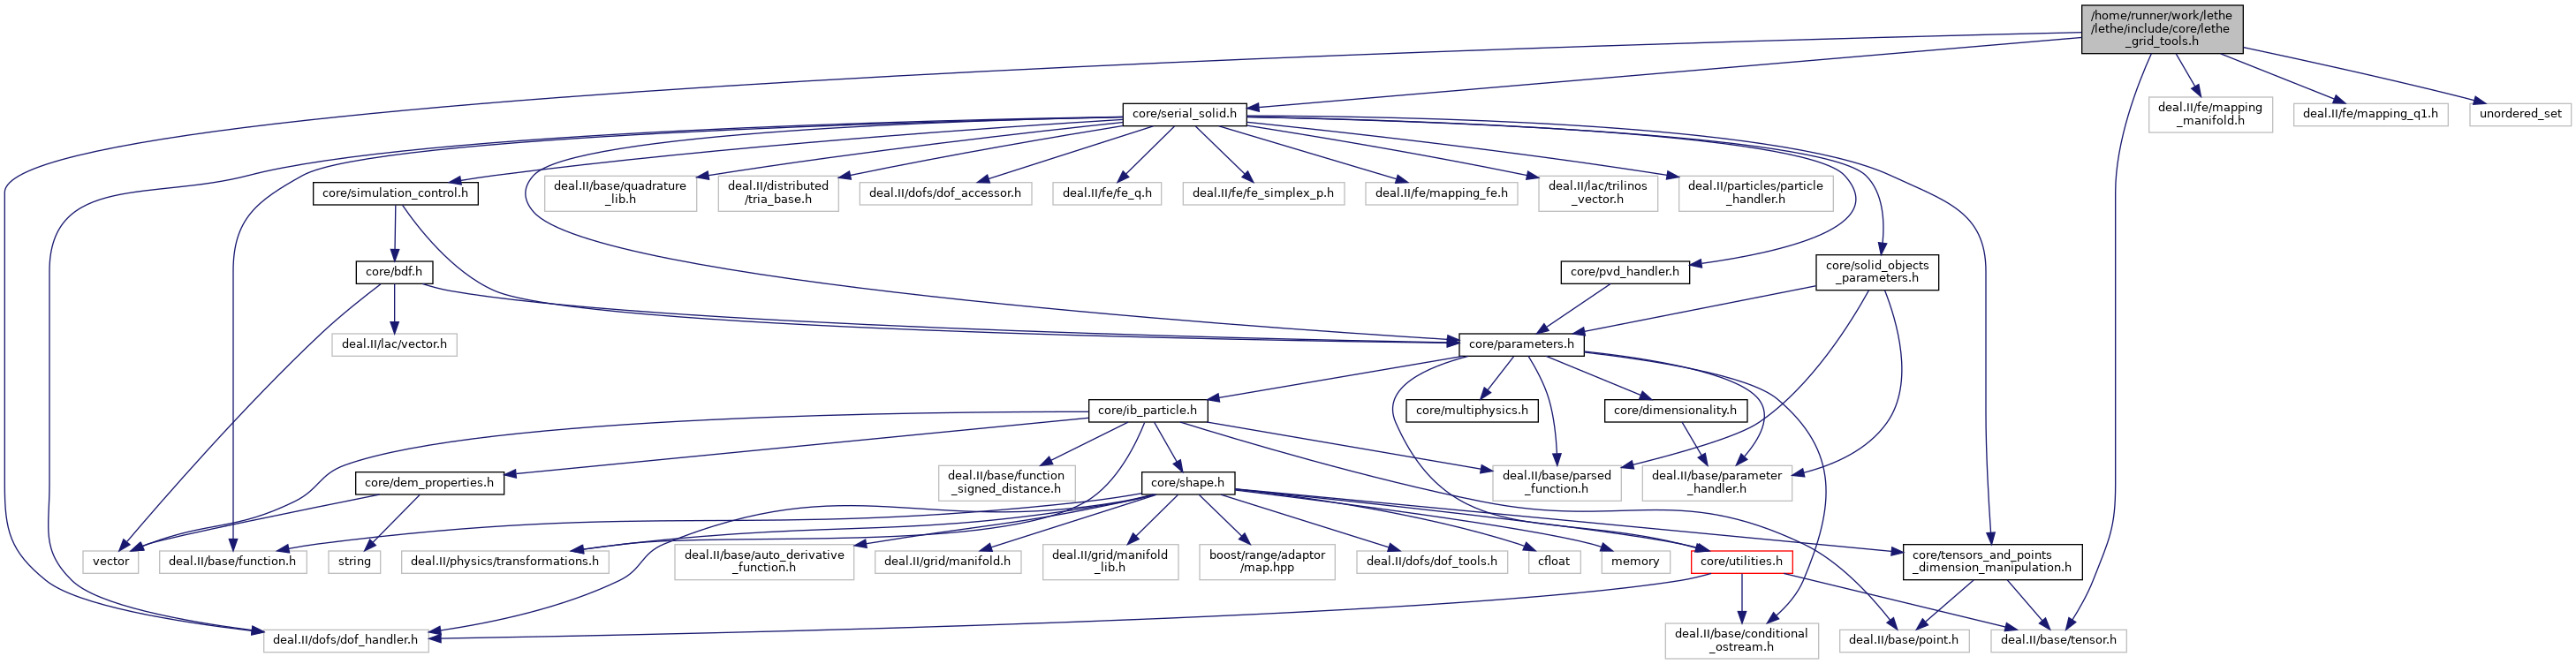 /home/runner/work/lethe
/lethe/include/core/lethe
_grid_tools.h
core/serial_solid.h
deal.II/fe/mapping
_manifold.h
deal.II/fe/mapping_q1.h
unordered_set
core/simulation_control.h
deal.II/base/quadrature
_lib.h
deal.II/distributed
/tria_base.h
deal.II/dofs/dof_accessor.h
deal.II/fe/fe_q.h
deal.II/fe/fe_simplex_p.h
deal.II/fe/mapping_fe.h
deal.II/lac/trilinos
_vector.h
deal.II/particles/particle
_handler.h
core/bdf.h
core/pvd_handler.h
core/solid_objects
_parameters.h
deal.II/lac/vector.h
core/parameters.h
core/ib_particle.h
core/multiphysics.h
core/dimensionality.h
core/dem_properties.h
deal.II/base/function
_signed_distance.h
core/shape.h
deal.II/base/parsed
_function.h
deal.II/base/parameter
_handler.h
vector
deal.II/base/function.h
string
deal.II/physics/transformations.h
deal.II/base/auto_derivative
_function.h
deal.II/grid/manifold.h
deal.II/grid/manifold
_lib.h
boost/range/adaptor
/map.hpp
deal.II/dofs/dof_tools.h
cfloat
memory
core/utilities.h
core/tensors_and_points
_dimension_manipulation.h
deal.II/dofs/dof_handler.h
deal.II/base/conditional
_ostream.h
deal.II/base/point.h
deal.II/base/tensor.h